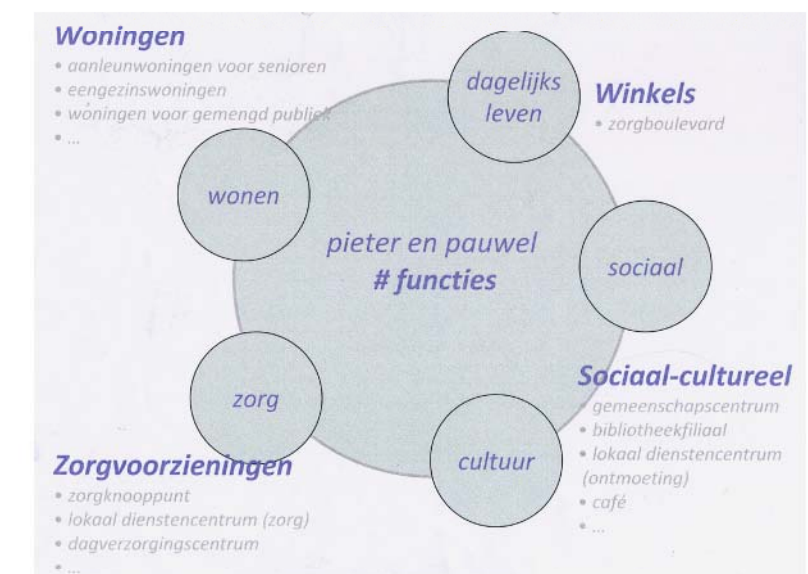 Woningen
• aanleunwoningen voor senioren
• eengezinswoningen
• woningen voor gemengd publiek
• ...
dagelijks
leven
Winkels
• zorgboulevard
wonen
pieter en pauwel
# functies
sociaal
zorg
cultuur
Sociaal-cultureel
• gemeenschapscentrum
• bibliotheekfiliaal
• lokaal dienstencentrum
(ontmoeting)
• café
• ...
Zorgvoorzieningen
• zorgknooppunt
• lokaal dienstencentrum (zorg)
• dagverzorgingscentrum
• ...